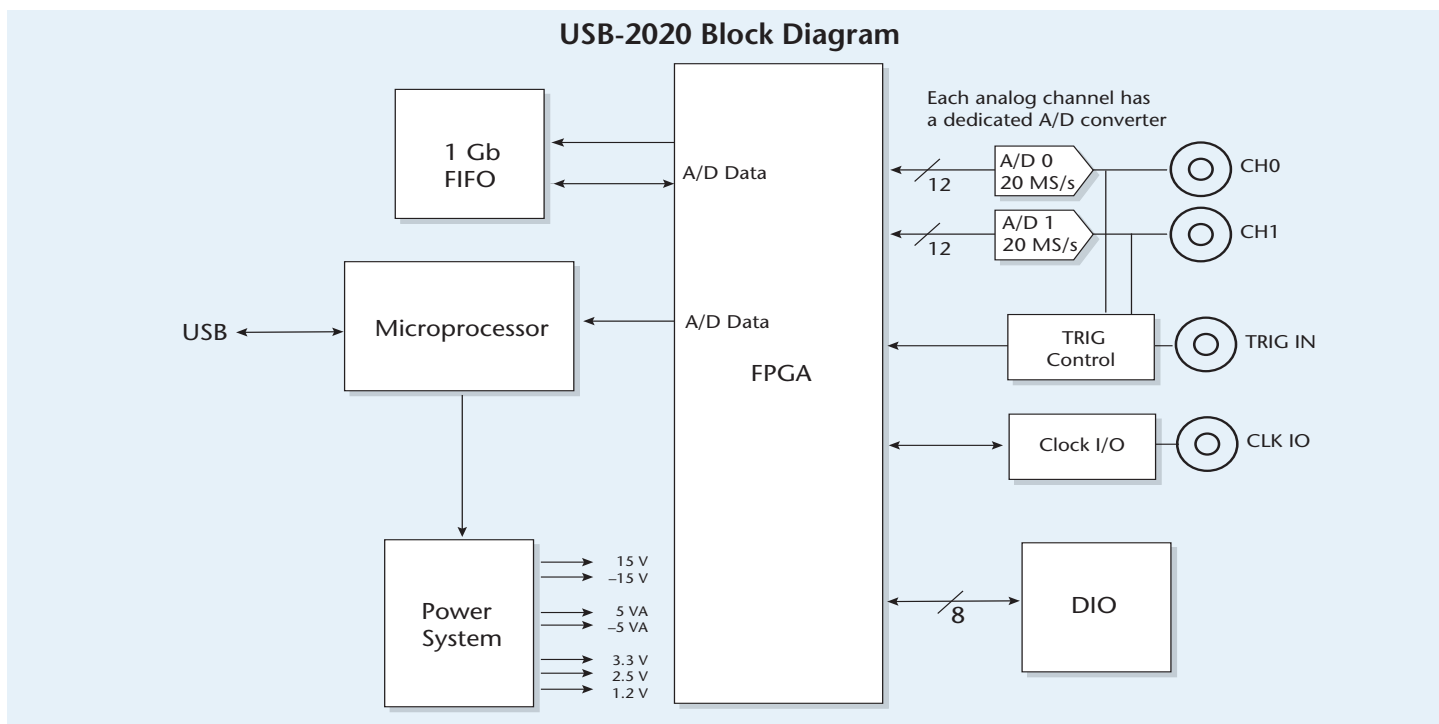 USB-2020 Block Diagram
1 Gb
FIFO
A/D Data
Each analog channel has
a dedicated A/D converter
12
A/D 0
20 MS/s
CH0
12
A/D 1
20 MS/s
CH1
USB
Microprocessor
A/D Data
FPGA
TRIG
Control
TRIG IN
Clock I/O
CLK IO
Power
System
15 V
–15 V
5 VA
–5 VA
3.3 V
2.5 V
1.2 V
8
DIO